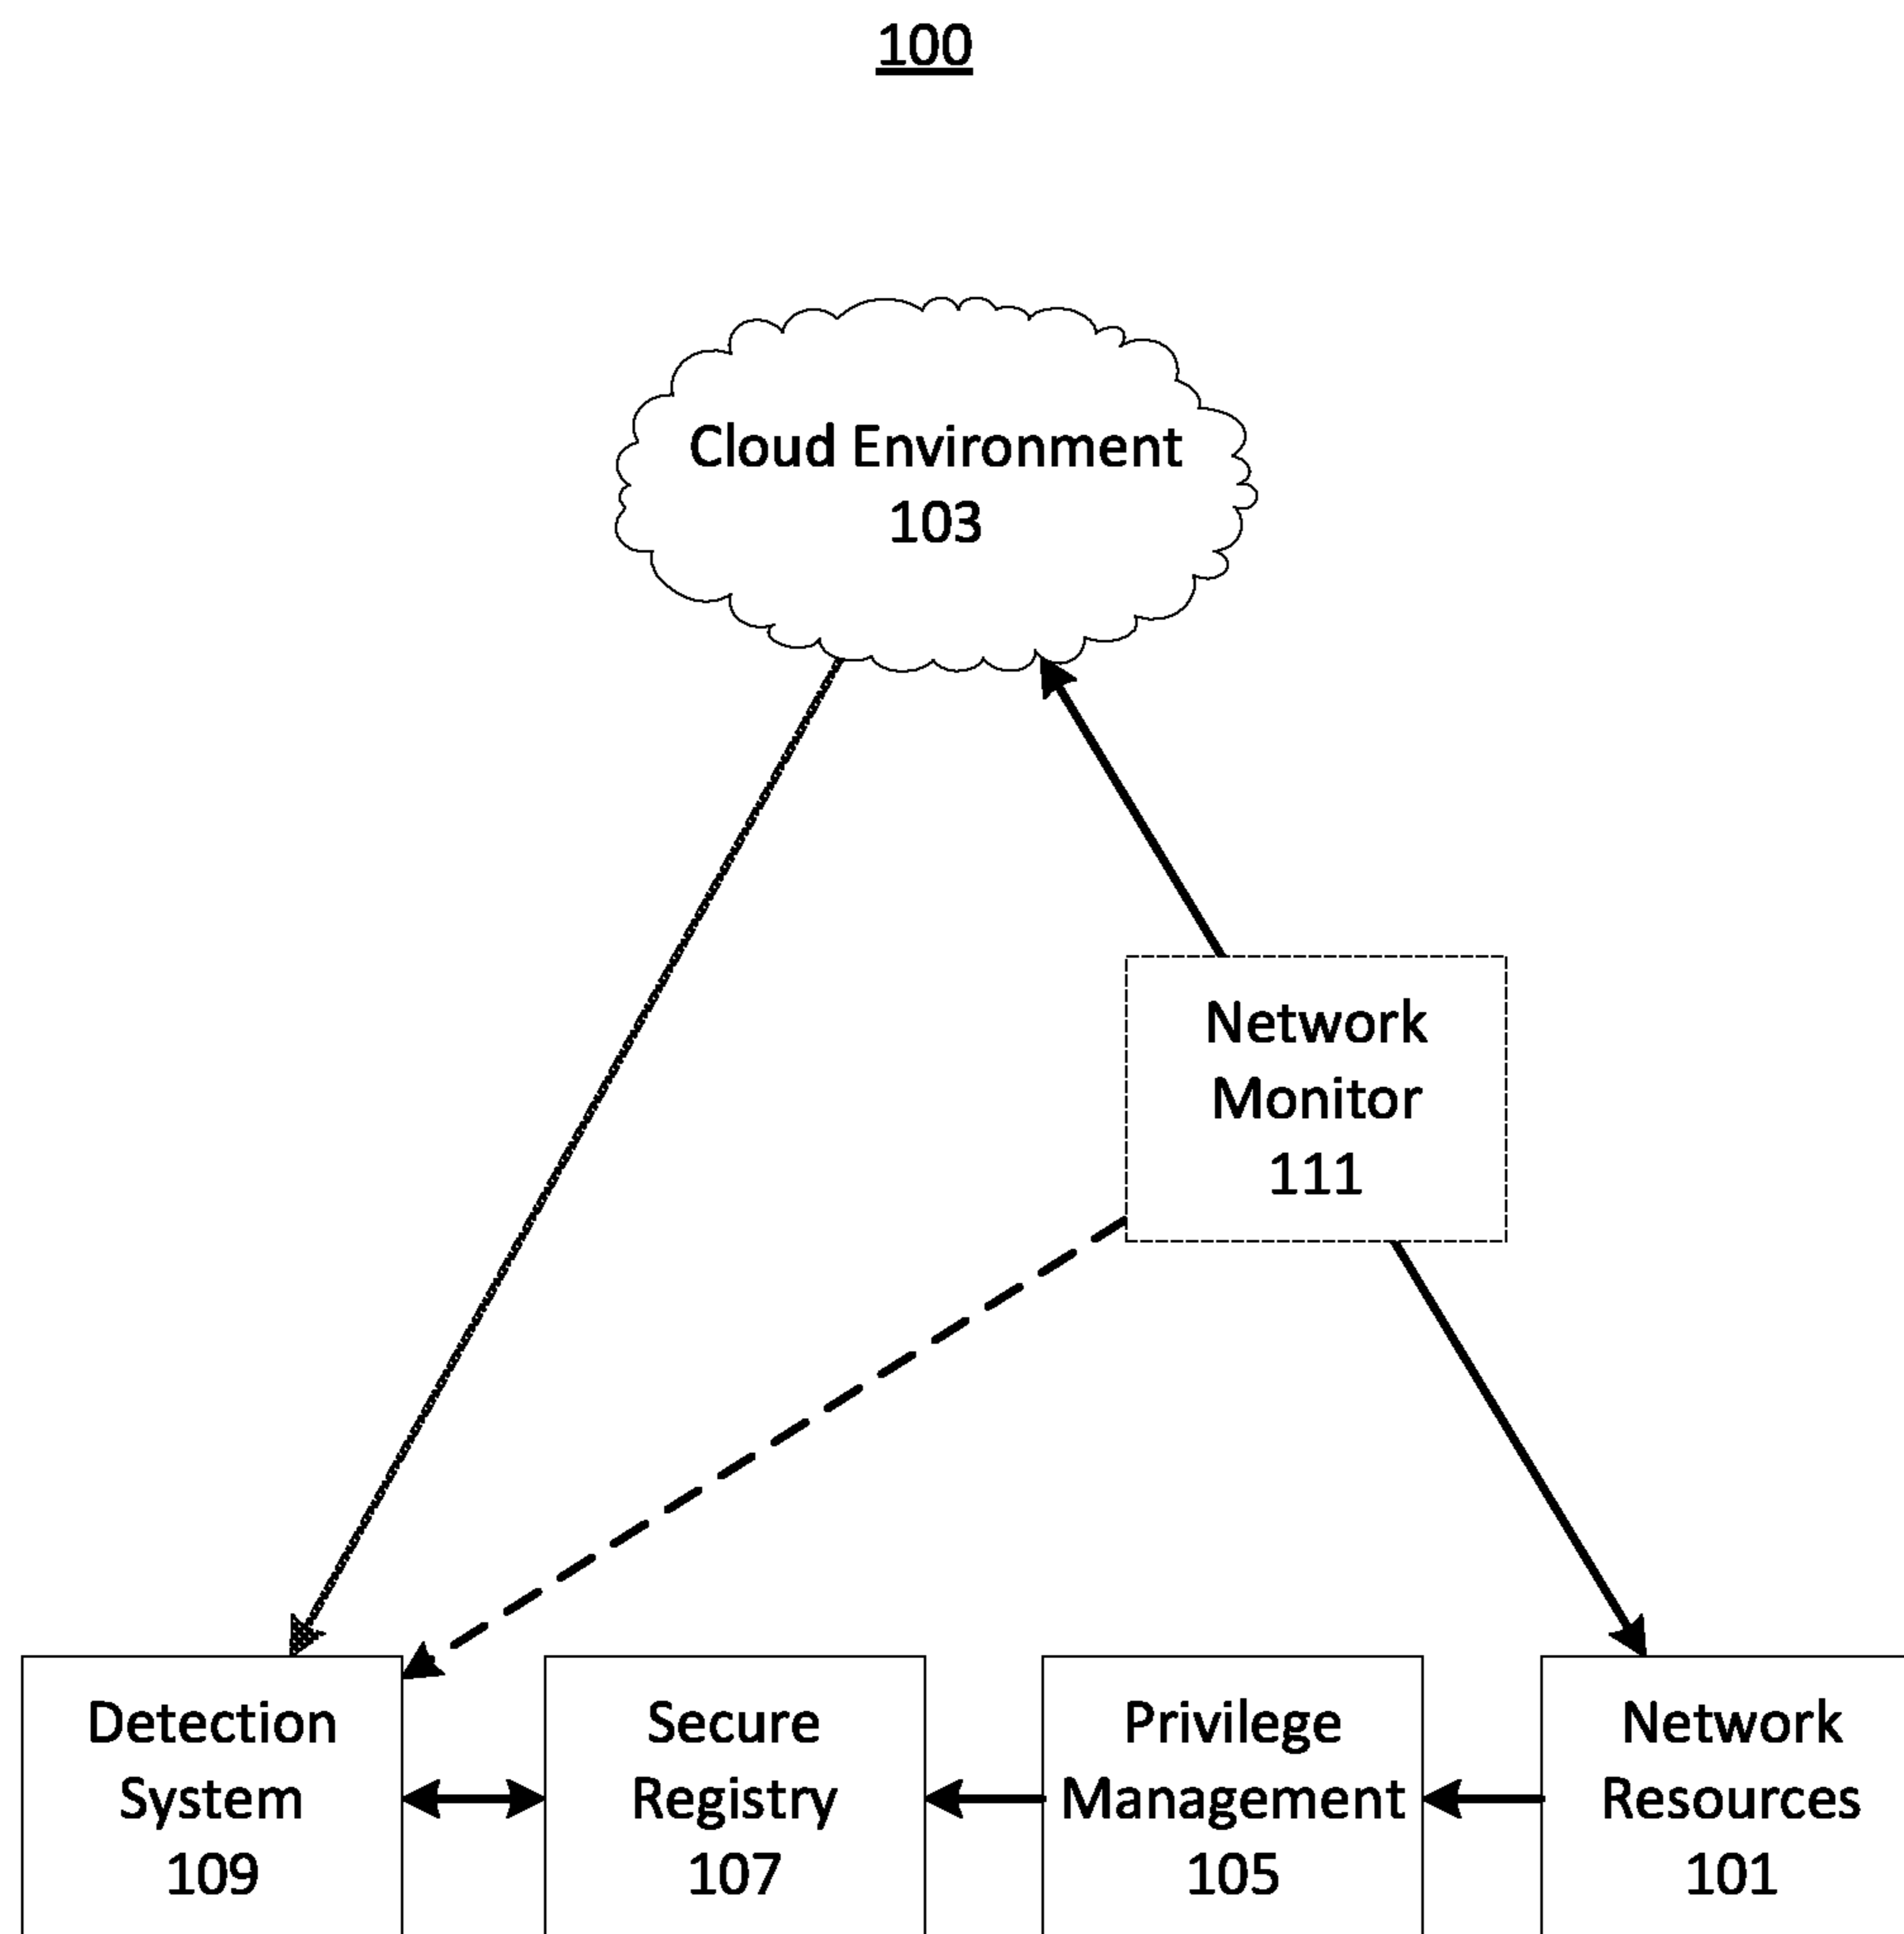 100
Cloud Environment
103
Network
Monitor
111
Detection
System
109
Secure
Registry
107
Privilege
Management
105
Network
Resources
101